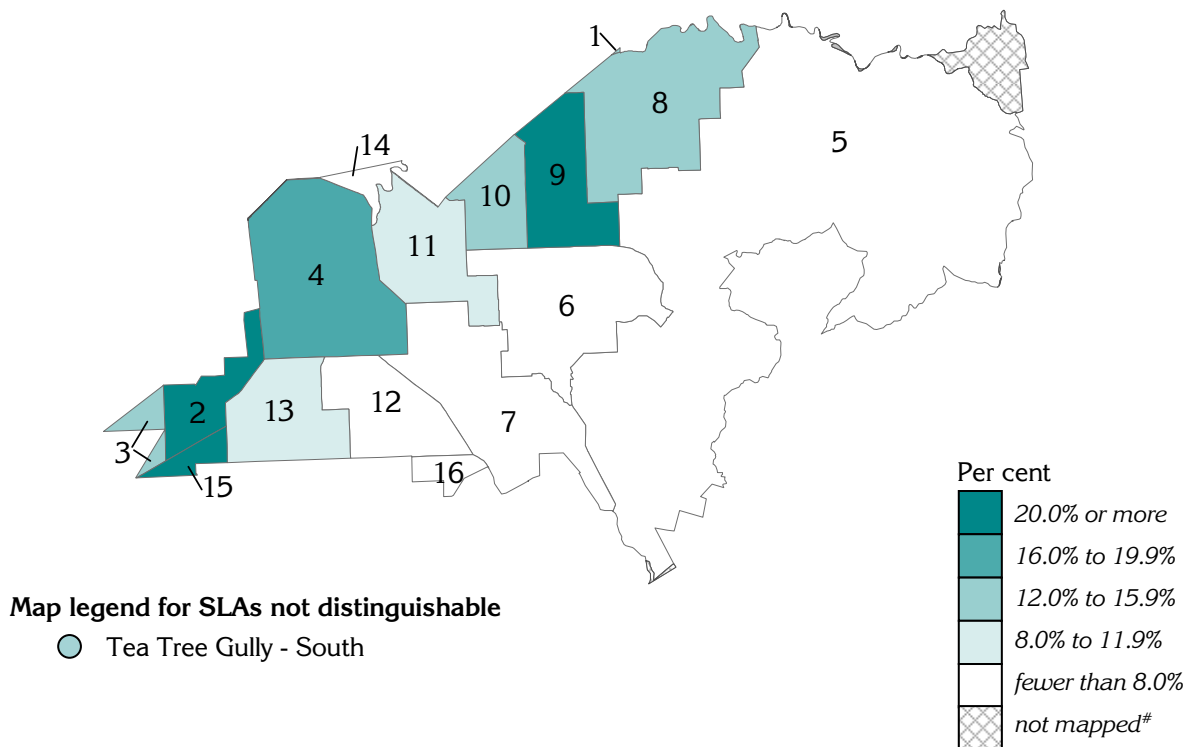 1
8
5
14
9
10
11
4
6
2
13
12
7
3
15
16
Per cent
20.0% or more
16.0% to 19.9%
12.0% to 15.9%
8.0% to 11.9%
fewer than 8.0%
not mapped#
Map legend for SLAs not distinguishable
Tea Tree Gully - South